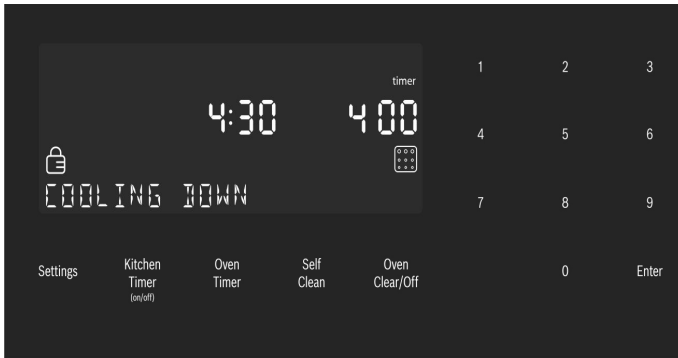 timer
4:30 400
COOLING DOWN
Settings
Kitchen Timer (on/off)
Oven Timer
Self Clean
Oven Clear/Off
1 2 3
4 5 6
7 8 9
0 Enter